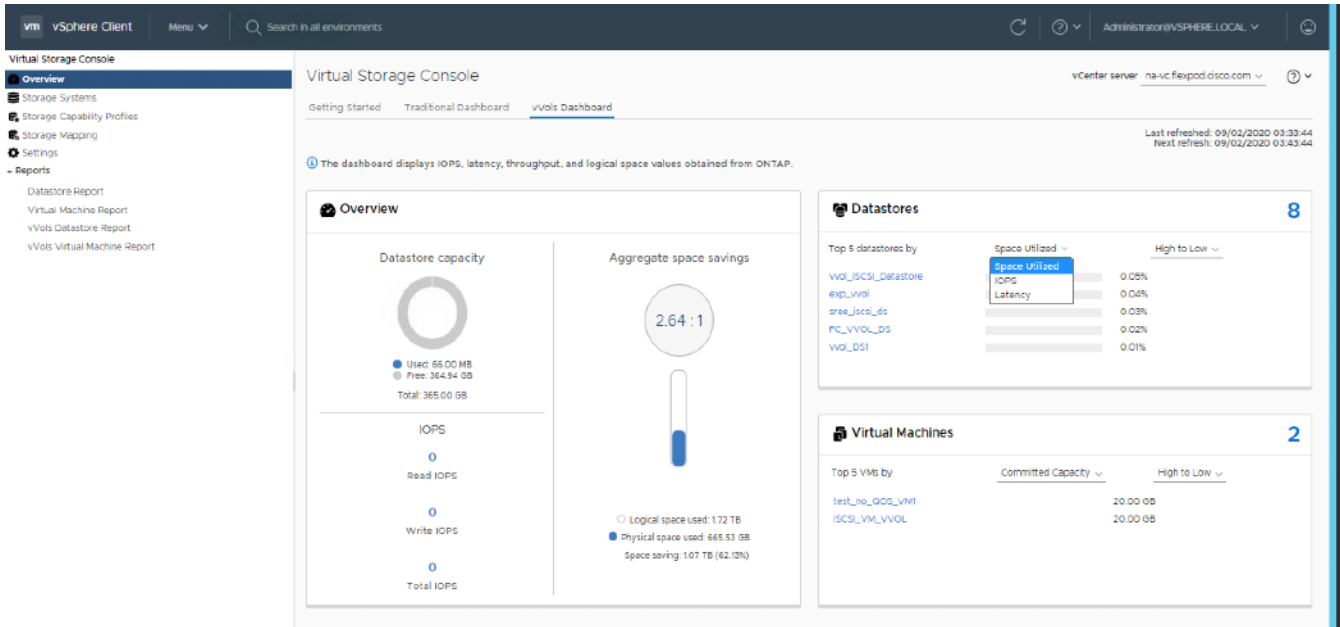 vm vSphere Client Menu Search in all environments Administrator@VSPHERE.LOCAL
Virtual Storage Console
Overview
Storage Systems
Storage Capability Profiles
Storage Mapping
Settings
Reports
Datastore Report
Virtual Machine Report
vVols Datastore Report
vVols Virtual Machine Report
Virtual Storage Console
vCenter server na-vc.flexpod.cisco.com
Getting Started Traditional Dashboard vVols Dashboard
Last refreshed: 09/02/2020 03:33:44
Next refresh: 09/02/2020 03:43:44
The dashboard displays IOPS, latency, throughput, and logical space values obtained from ONTAP.
Overview
Datastore capacity
Used: 66.00 MB
Free: 364.94 GB
Total: 365.00 GB
IOPS
0
Read IOPS
0
Write IOPS
0
Total IOPS
Aggregate space savings
2.64 : 1
Logical space used: 1.72 TB
Physical space used: 665.53 GB
Space saving: 1.07 TB (62.13%)
Datastores 8
Top 5 datastores by Space Utilized High to Low
Space Utilized
IOPS
Latency
vvol_iSCSI_Datastore 0.05%
exp_vvol 0.04%
sree_iscsi_ds 0.03%
FC_VVOL_DS 0.02%
vvol_DS1 0.01%
Virtual Machines 2
Top 5 VMs by Committed Capacity High to Low
test_no_QOS_VM1 20.00 GB
ISCSI_VM_VVOL 20.00 GB